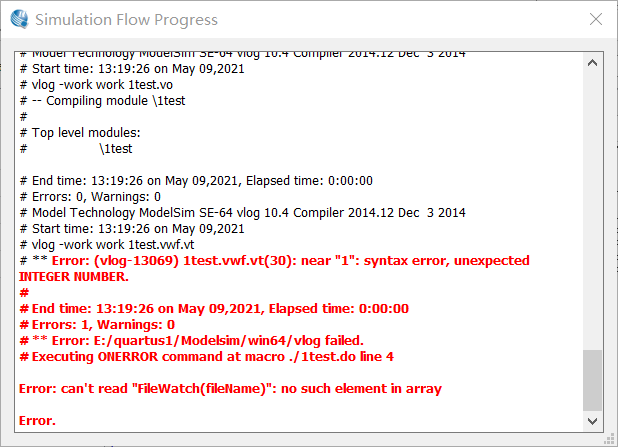 Simulation Flow Progress
# Model Technology ModelSim SE-64 vlog 10.4 Compiler 2014.12 Dec  3 2014
# Start time: 13:19:26 on May 09,2021
# vlog -work work 1test.vo
# -- Compiling module \1test
#
# Top level modules:
#                    \1test
# End time: 13:19:26 on May 09,2021, Elapsed time: 0:00:00
# Errors: 0, Warnings: 0
# Model Technology ModelSim SE-64 vlog 10.4 Compiler 2014.12 Dec  3 2014
# Start time: 13:19:26 on May 09,2021
# vlog -work work 1test.vwf.vt
# ** Error: (vlog-13069) 1test.vwf.vt(30): near "1": syntax error, unexpected
INTEGER NUMBER.
#
# End time: 13:19:26 on May 09,2021, Elapsed time: 0:00:00
# Errors: 1, Warnings: 0
# ** Error: E:/quartus1/Modelsim/win64/vlog failed.
# Executing ONERROR command at macro ./1test.do line 4
Error: can't read "FileWatch(fileName)": no such element in array
Error.